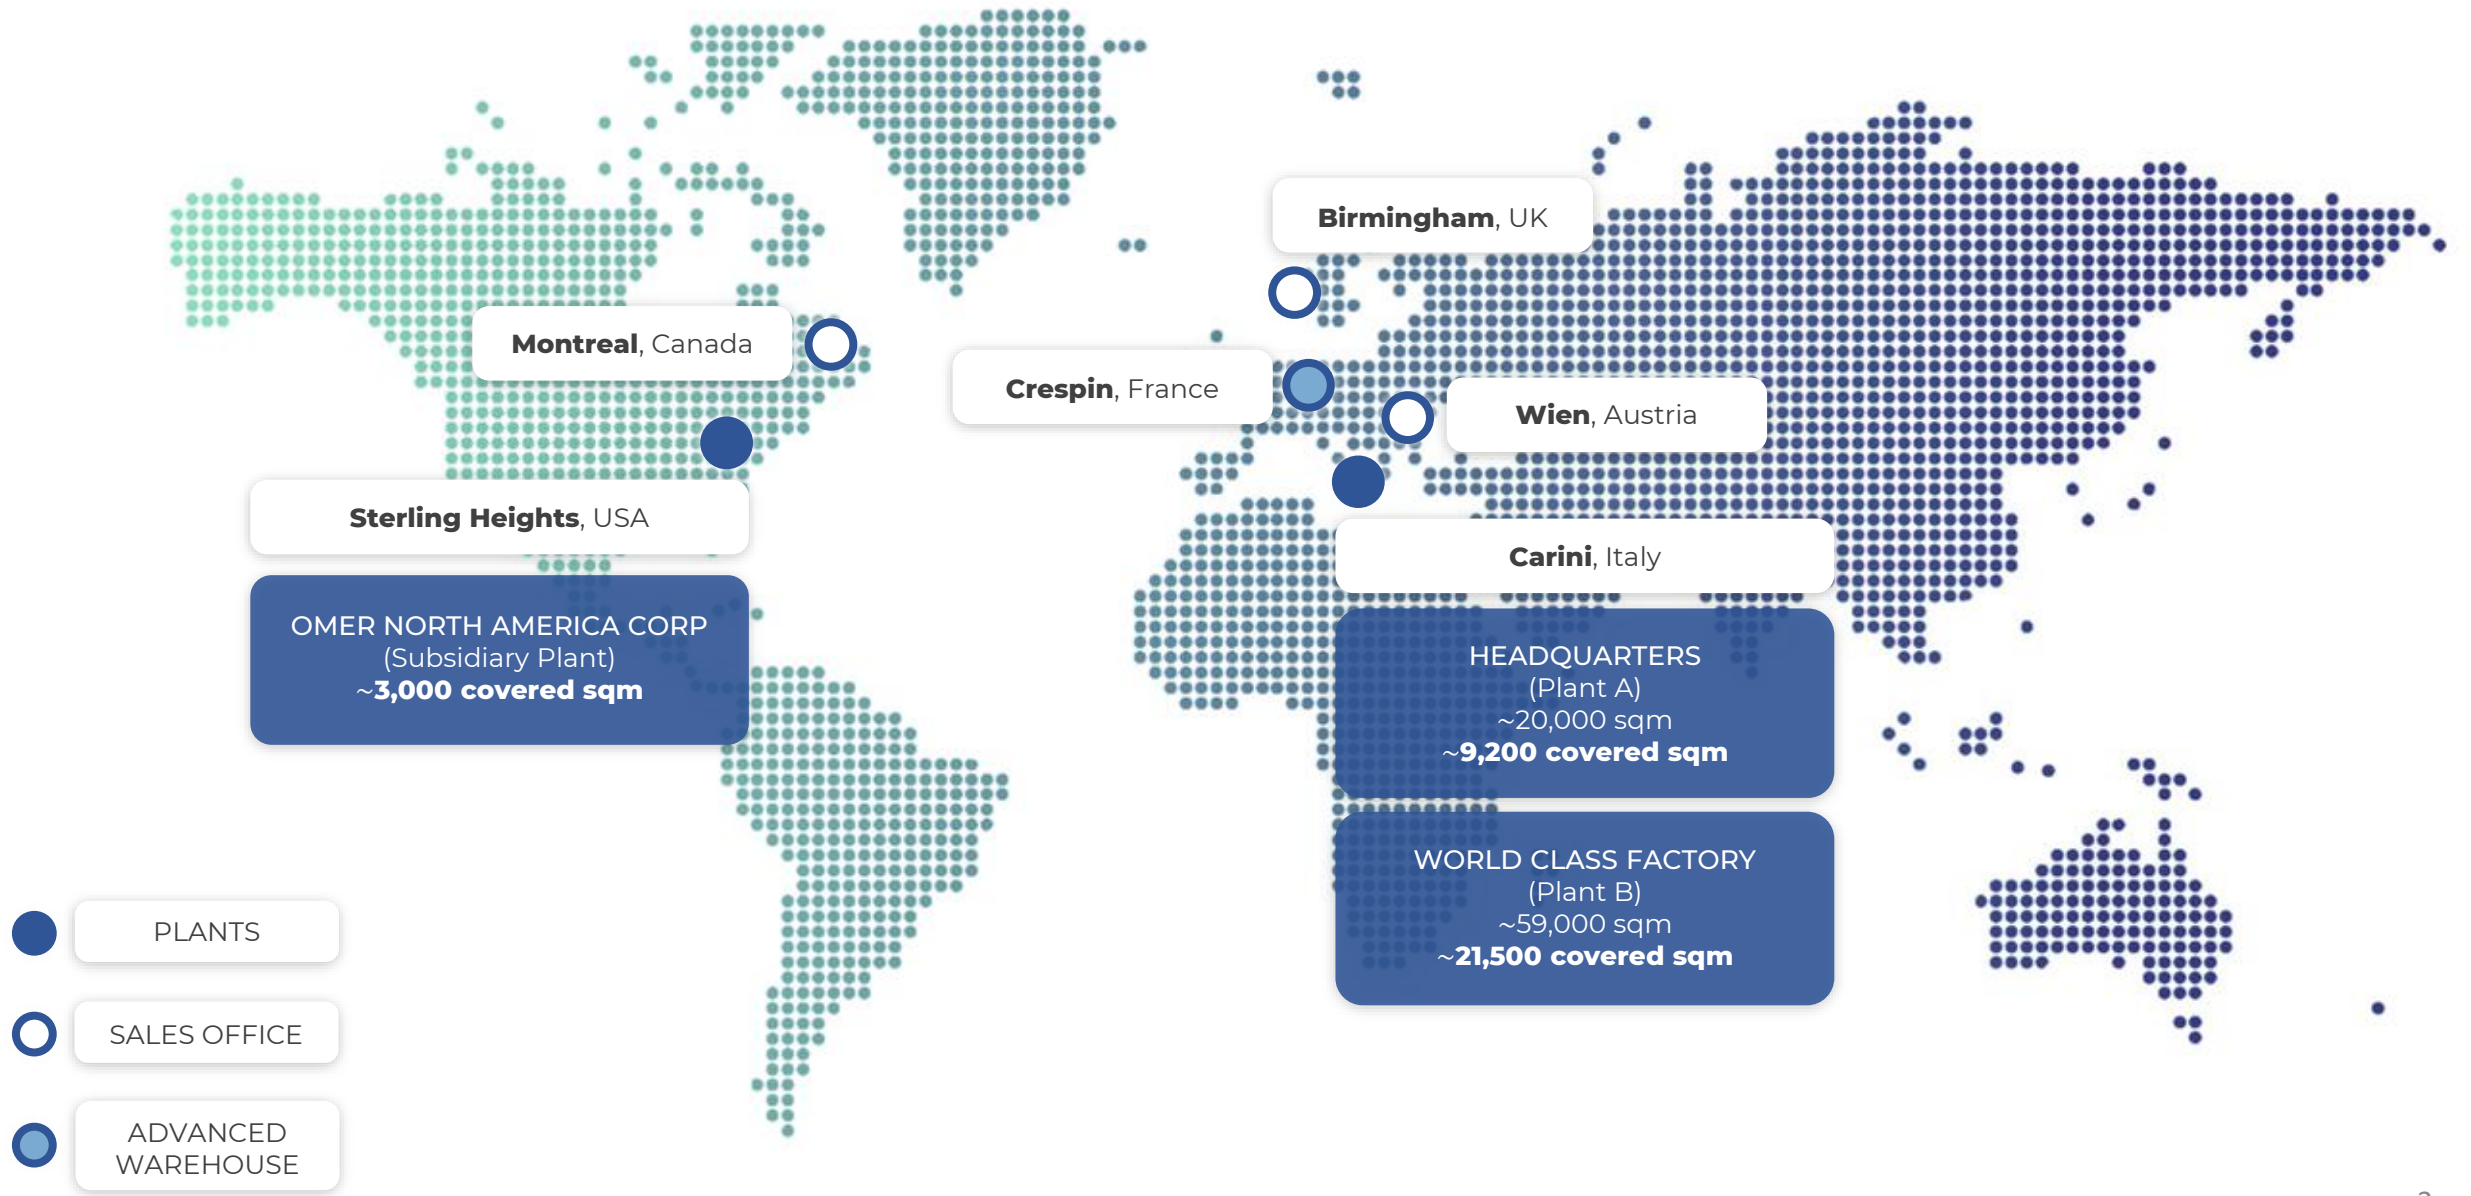 Birmingham, UK
Montreal, Canada
Crespin, France
Wien, Austria
Sterling Heights, USA
OMER NORTH AMERICA CORP
(Subsidiary Plant)
~3,000 covered sqm
Carini, Italy
HEADQUARTERS
(Plant A)
~20,000 sqm
~9,200 covered sqm
WORLD CLASS FACTORY
(Plant B)
~59,000 sqm
~21,500 covered sqm
PLANTS
SALES OFFICE
ADVANCED
WAREHOUSE